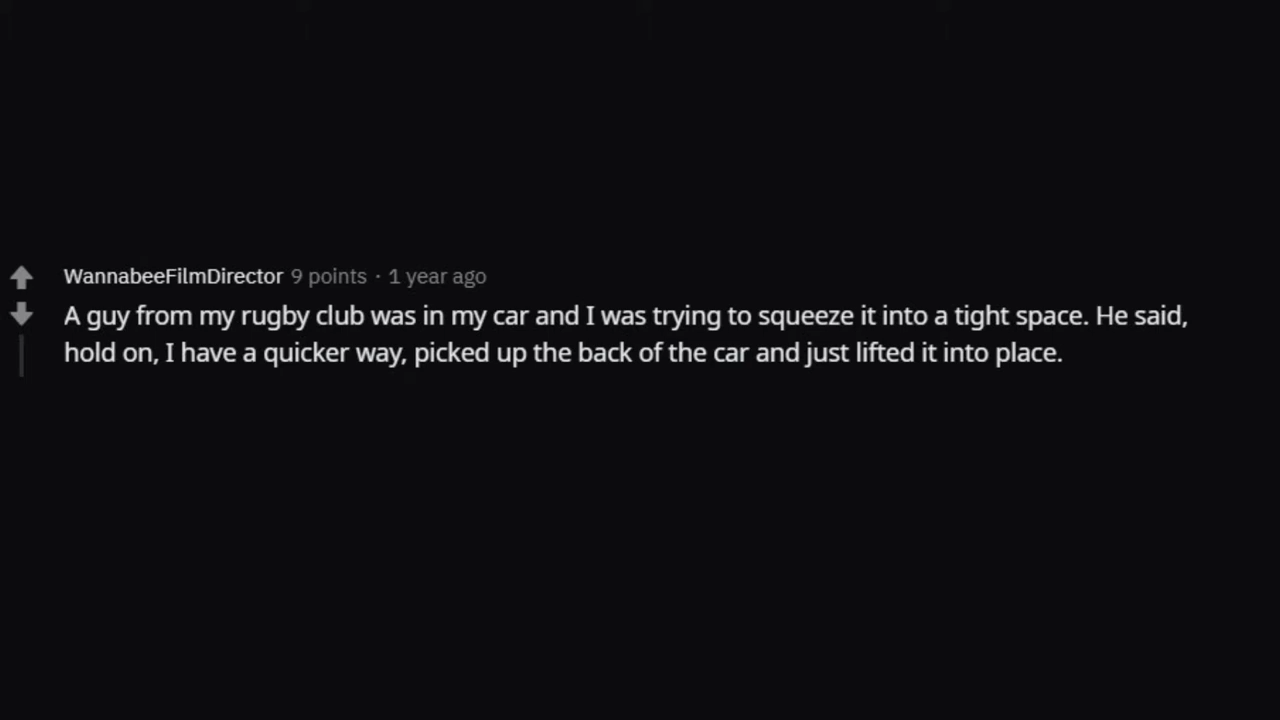 WannabeeFilmDirector 9 points · 1 year ago
A guy from my rugby club was in my car and I was trying to squeeze it into a tight space. He said,
hold on, I have a quicker way, picked up the back of the car and just lifted it into place.